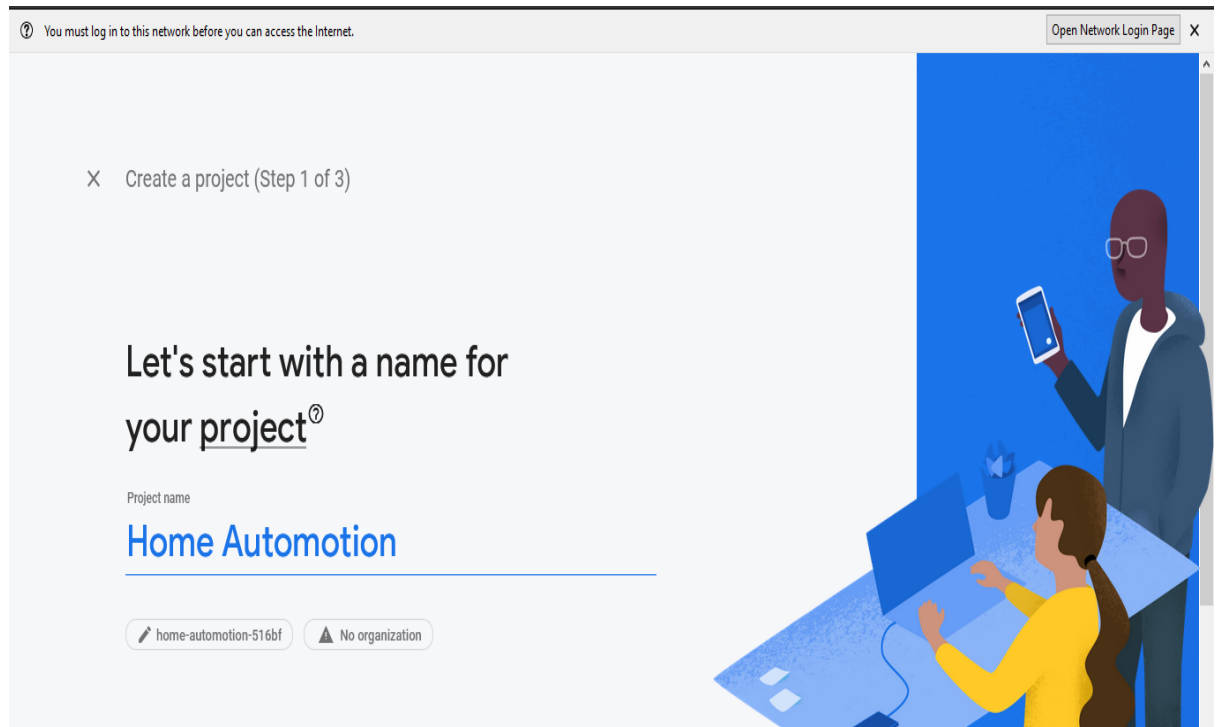 You must log in to this network before you can access the Internet.
Open Network Login Page
Create a project (Step 1 of 3)
Let's start with a name for
your project
Project name
Home Automotion
home-automotion-516bf
No organization